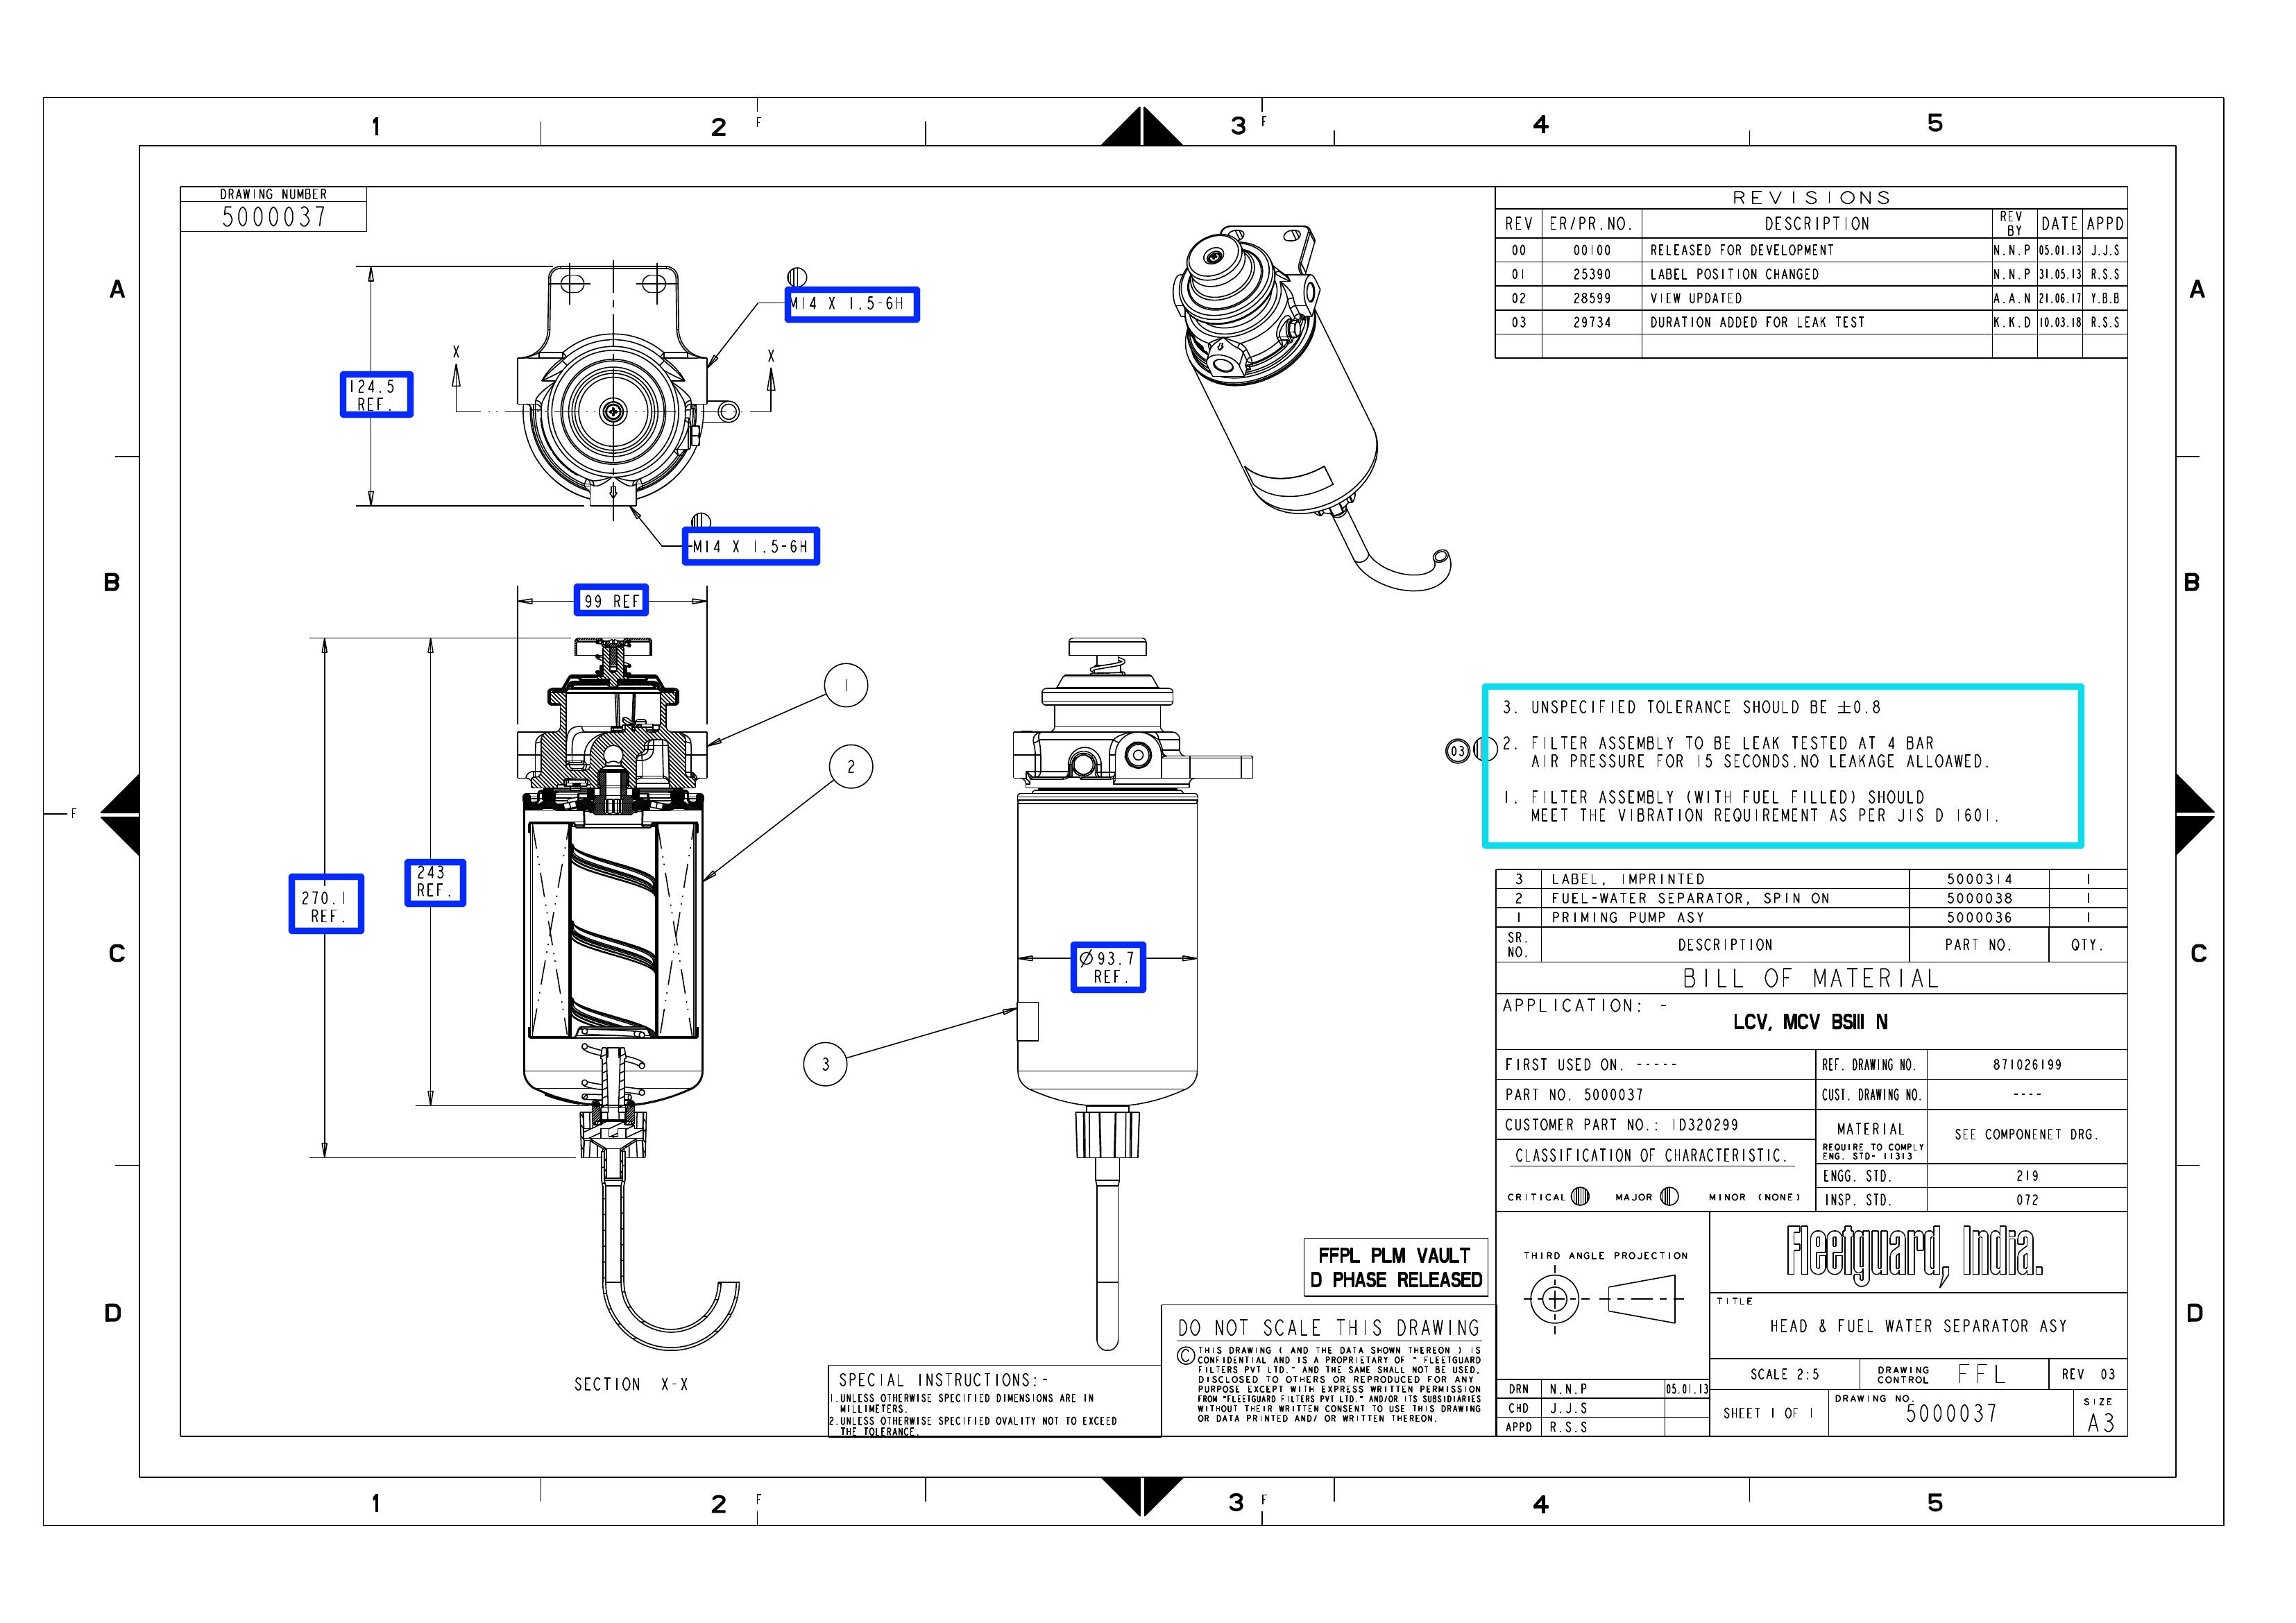 1 2 F 3 F 4 5
A A
B B
C C
D D
F
DRAWING NUMBER
5000037
REVISIONS
REV ER/PR.NO. DESCRIPTION REV BY DATE APPD
00 00100 RELEASED FOR DEVELOPMENT N.N.P 05.01.13 J.J.S
01 25390 LABEL POSITION CHANGED N.N.P 31.05.13 R.S.S
02 28599 VIEW UPDATED A.A.N 21.06.17 Y.B.B
03 29734 DURATION ADDED FOR LEAK TEST K.K.D 10.03.18 R.S.S
M14 X 1.5-6H
X X
124.5
REF.
M14 X 1.5-6H
99 REF
1
2
243
REF.
270.1
REF.
Ø93.7
REF.
3
SECTION X-X
3. UNSPECIFIED TOLERANCE SHOULD BE ±0.8
03
2. FILTER ASSEMBLY TO BE LEAK TESTED AT 4 BAR
AIR PRESSURE FOR 15 SECONDS.NO LEAKAGE ALLOAWED.
1. FILTER ASSEMBLY (WITH FUEL FILLED) SHOULD
MEET THE VIBRATION REQUIREMENT AS PER JIS D 1601.
3 LABEL, IMPRINTED 5000314 1
2 FUEL-WATER SEPARATOR, SPIN ON 5000038 1
1 PRIMING PUMP ASY 5000036 1
SR. NO. DESCRIPTION PART NO. QTY.
BILL OF MATERIAL
APPLICATION: -
LCV, MCV BSIII N
FIRST USED ON. -----
REF. DRAWING NO. 871026199
PART NO. 5000037
CUST. DRAWING NO. ----
CUSTOMER PART NO.: ID320299
MATERIAL
REQUIRE TO COMPLY
ENG. STD- 11313
SEE COMPONENET DRG.
CLASSIFICATION OF CHARACTERISTIC.
ENGG. STD. 219
CRITICAL MAJOR MINOR (NONE)
INSP. STD. 072
THIRD ANGLE PROJECTION
Fleetguard, India.
TITLE
HEAD & FUEL WATER SEPARATOR ASY
SCALE 2:5
DRAWING CONTROL FFL
REV 03
DRN N.N.P 05.01.13
CHD J.J.S
APPD R.S.S
SHEET 1 OF 1
DRAWING NO. 5000037
SIZE
A3
FFPL PLM VAULT
D PHASE RELEASED
DO NOT SCALE THIS DRAWING
© THIS DRAWING ( AND THE DATA SHOWN THEREON ) IS
CONFIDENTIAL AND IS A PROPRIETARY OF " FLEETGUARD
FILTERS PVT LTD." AND THE SAME SHALL NOT BE USED,
DISCLOSED TO OTHERS OR REPRODUCED FOR ANY
PURPOSE EXCEPT WITH EXPRESS WRITTEN PERMISSION
FROM "FLEETGUARD FILTERS PVT LTD." AND/OR ITS SUBSIDIARIES
WITHOUT THEIR WRITTEN CONSENT TO USE THIS DRAWING
OR DATA PRINTED AND/ OR WRITTEN THEREON.
SPECIAL INSTRUCTIONS:-
1.UNLESS OTHERWISE SPECIFIED DIMENSIONS ARE IN
MILLIMETERS.
2.UNLESS OTHERWISE SPECIFIED OVALITY NOT TO EXCEED
THE TOLERANCE.
1 2 F 3 F 4 5